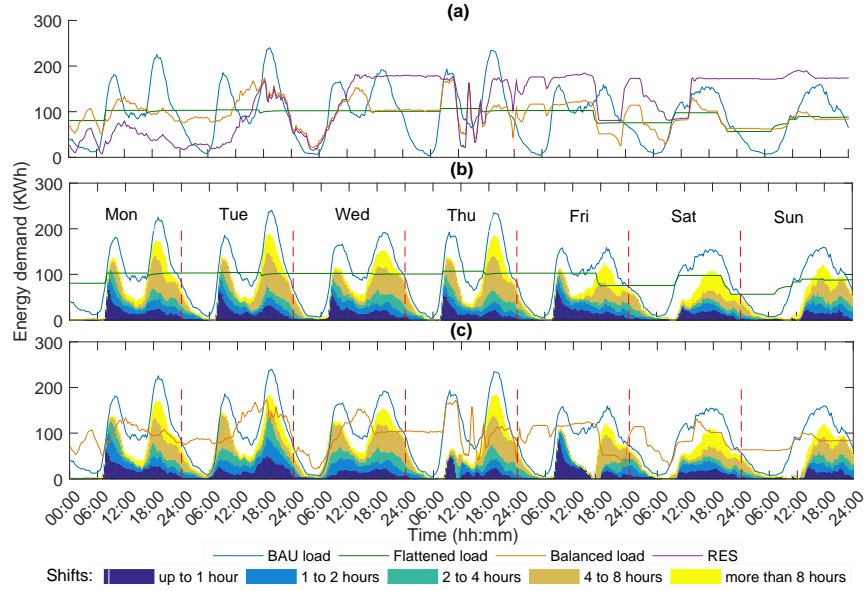 (a)
300
200
100
0
(b)
300
200
100
0
Mon Tue Wed Thu Fri Sat Sun
Energy demand (KWh)
(c)
300
200
100
0
00:00 06:00 12:00 18:00 24:00 06:00 12:00 18:00 24:00 06:00 12:00 18:00 24:00 06:00 12:00 18:00 24:00 06:00 12:00 18:00 24:00 06:00 12:00 18:00 24:00 06:00 12:00 18:00 24:00
Time (hh:mm)
BAU load Flattened load Balanced load RES
Shifts: up to 1 hour 1 to 2 hours 2 to 4 hours 4 to 8 hours more than 8 hours